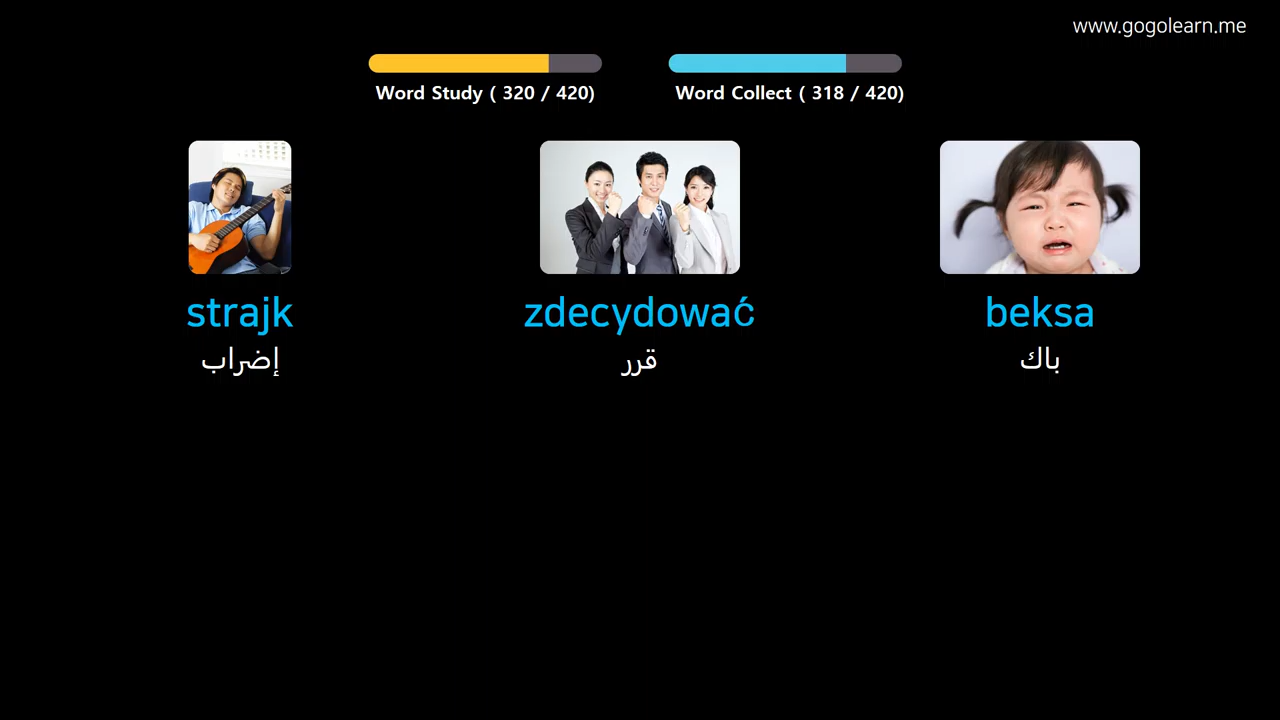 www.gogolearn.me
Word Study ( 320 / 420)
Word Collect ( 318 / 420)
strajk
إضراب
zdecydować
قرر
beksa
باك